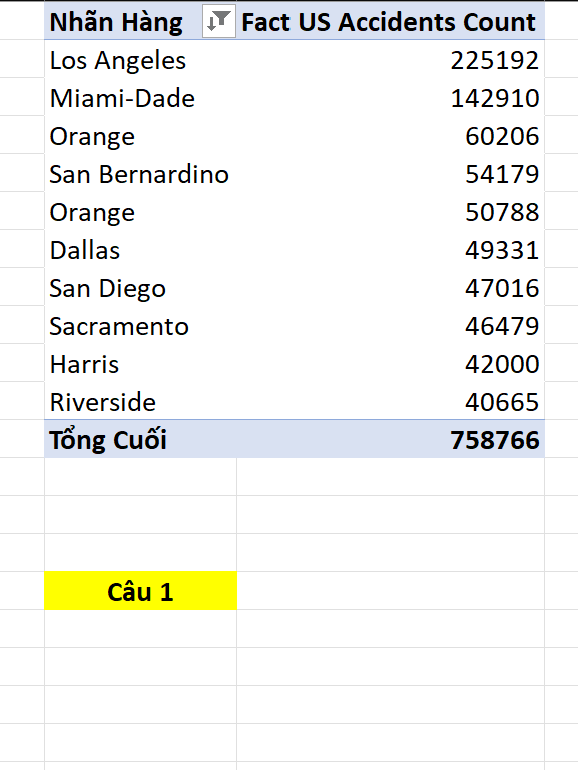 Nhãn Hàng Fact US Accidents Count
Los Angeles 225192
Miami-Dade 142910
Orange 60206
San Bernardino 54179
Orange 50788
Dallas 49331
San Diego 47016
Sacramento 46479
Harris 42000
Riverside 40665
Tổng Cuối 758766
Câu 1